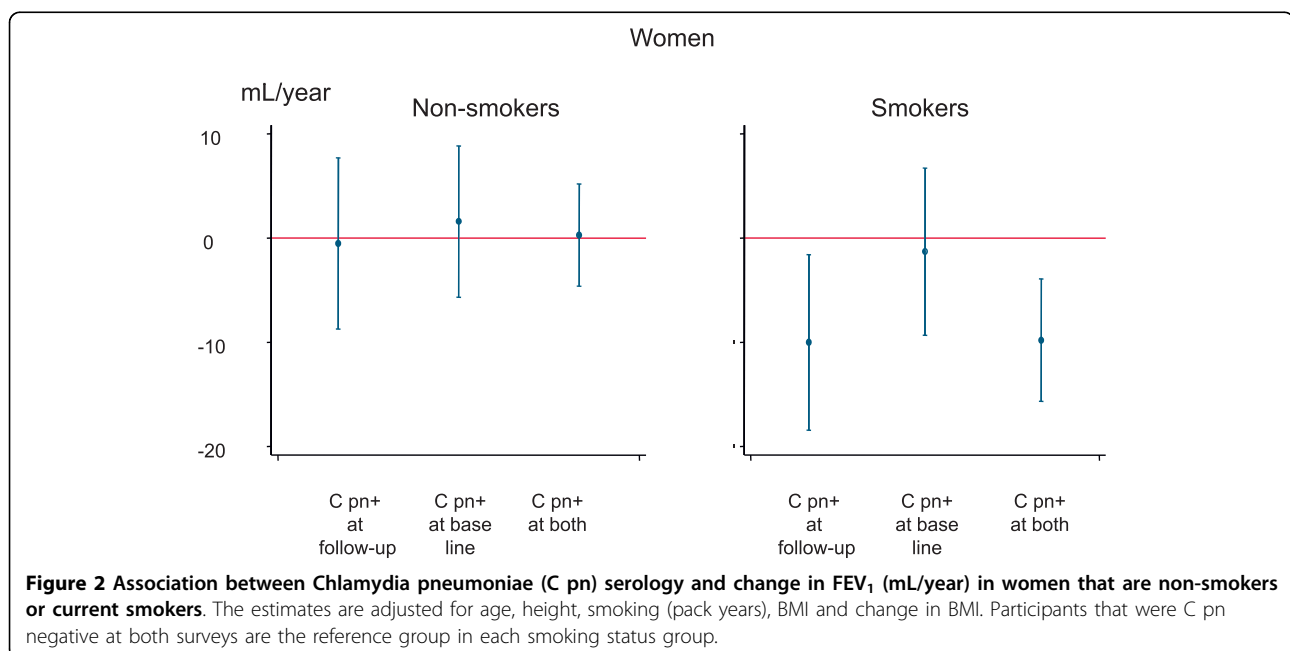 Women
mL/year
Non-smokers
Smokers
10
0
-10
-20
C pn+
at
follow-up
C pn+
at base
line
C pn+
at both
C pn+
at
follow-up
C pn+
at base
line
C pn+
at both
Figure 2 Association between Chlamydia pneumoniae (C pn) serology and change in FEV₁ (mL/year) in women that are non-smokers
or current smokers. The estimates are adjusted for age, height, smoking (pack years), BMI and change in BMI. Participants that were C pn
negative at both surveys are the reference group in each smoking status group.